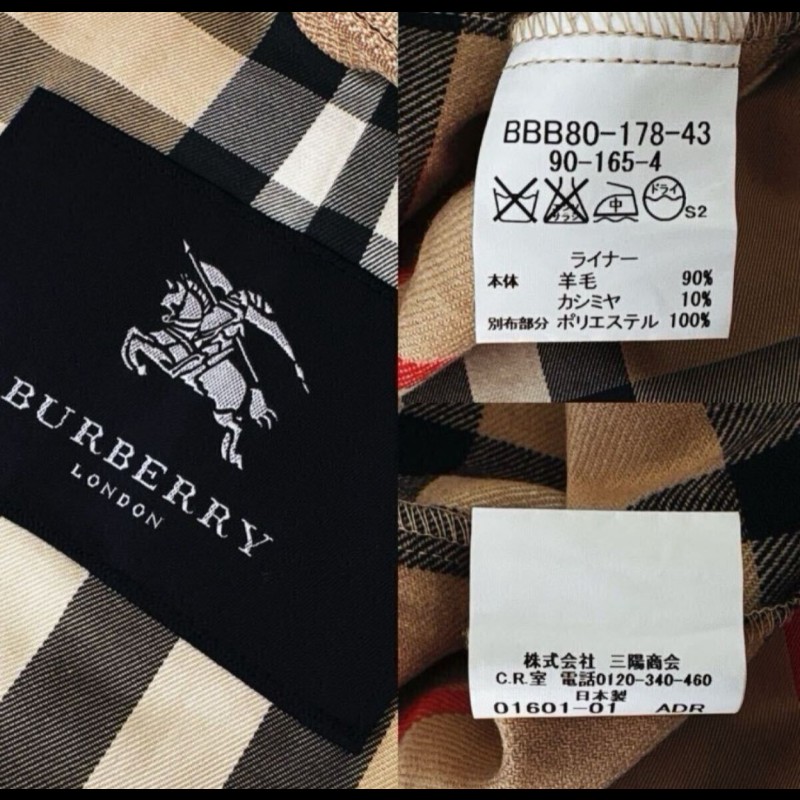 BURBERRY
LONDON
BBB80-178-43
90-165-4
中
ドライ
S2
ライナー
本体 羊毛 90%
カシミヤ 10%
別布部分 ポリエステル 100%
株式会社 三陽商会
C.R.室 電話0120-340-460
日本製
01601-01 ADR